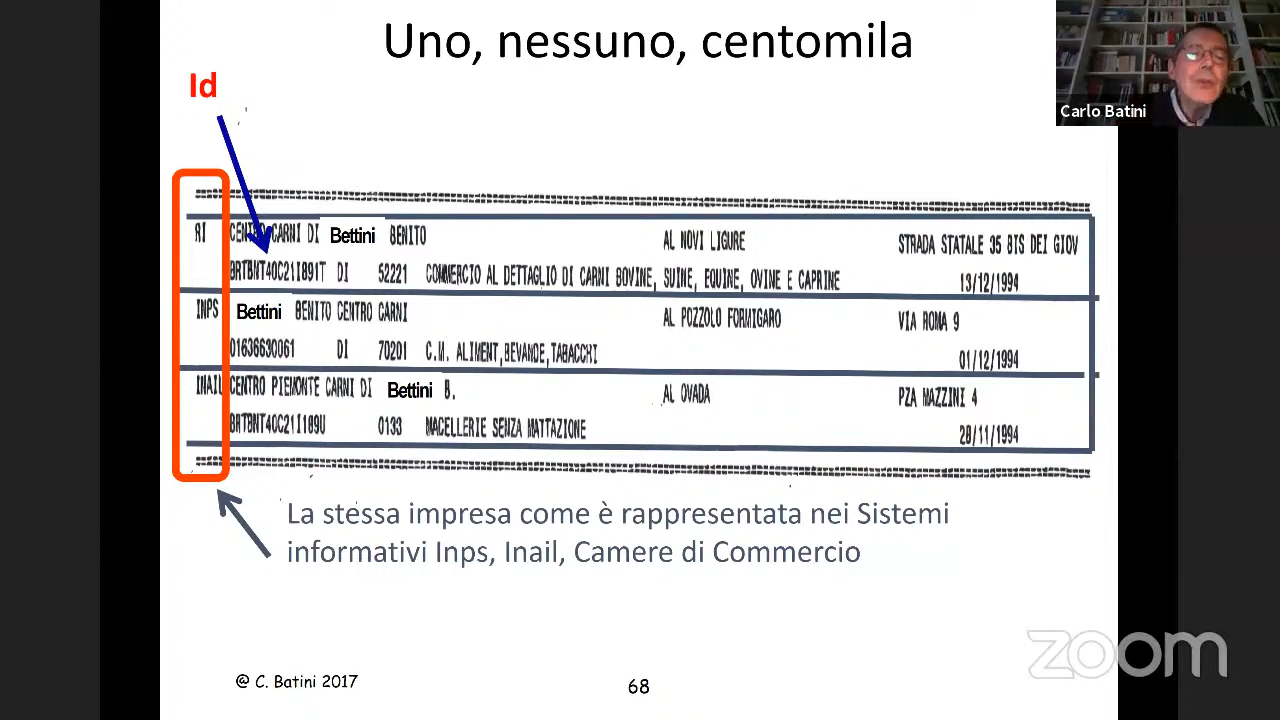 Uno, nessuno, centomila
Carlo Batini
Id
RI CENTRO CARNI DI Bettini BENITO AL NOVI LIGURE STRADA STATALE 35 BIS DEI GIOV
BRTBNT40C21I891T DI 52221 COMMERCIO AL DETTAGLIO DI CARNI BOVINE, SUINE, EQUINE, OVINE E CAPRINE 13/12/1994
INPS Bettini BENITO CENTRO CARNI AL POZZOLO FORMIGARO VIA ROMA 9
01636630061 DI 70201 C.M. ALIMENT,BEVANDE,TABACCHI 01/12/1994
INAIL CENTRO PIEMONTE CARNI DI Bettini B. AL OVADA PZA MAZZINI 4
BRTBNT40C21I189U 0133 MACELLERIE SENZA MATTAZIONE 28/11/1994
La stessa impresa come è rappresentata nei Sistemi
informativi Inps, Inail, Camere di Commercio
zoom
@ C. Batini 2017
68